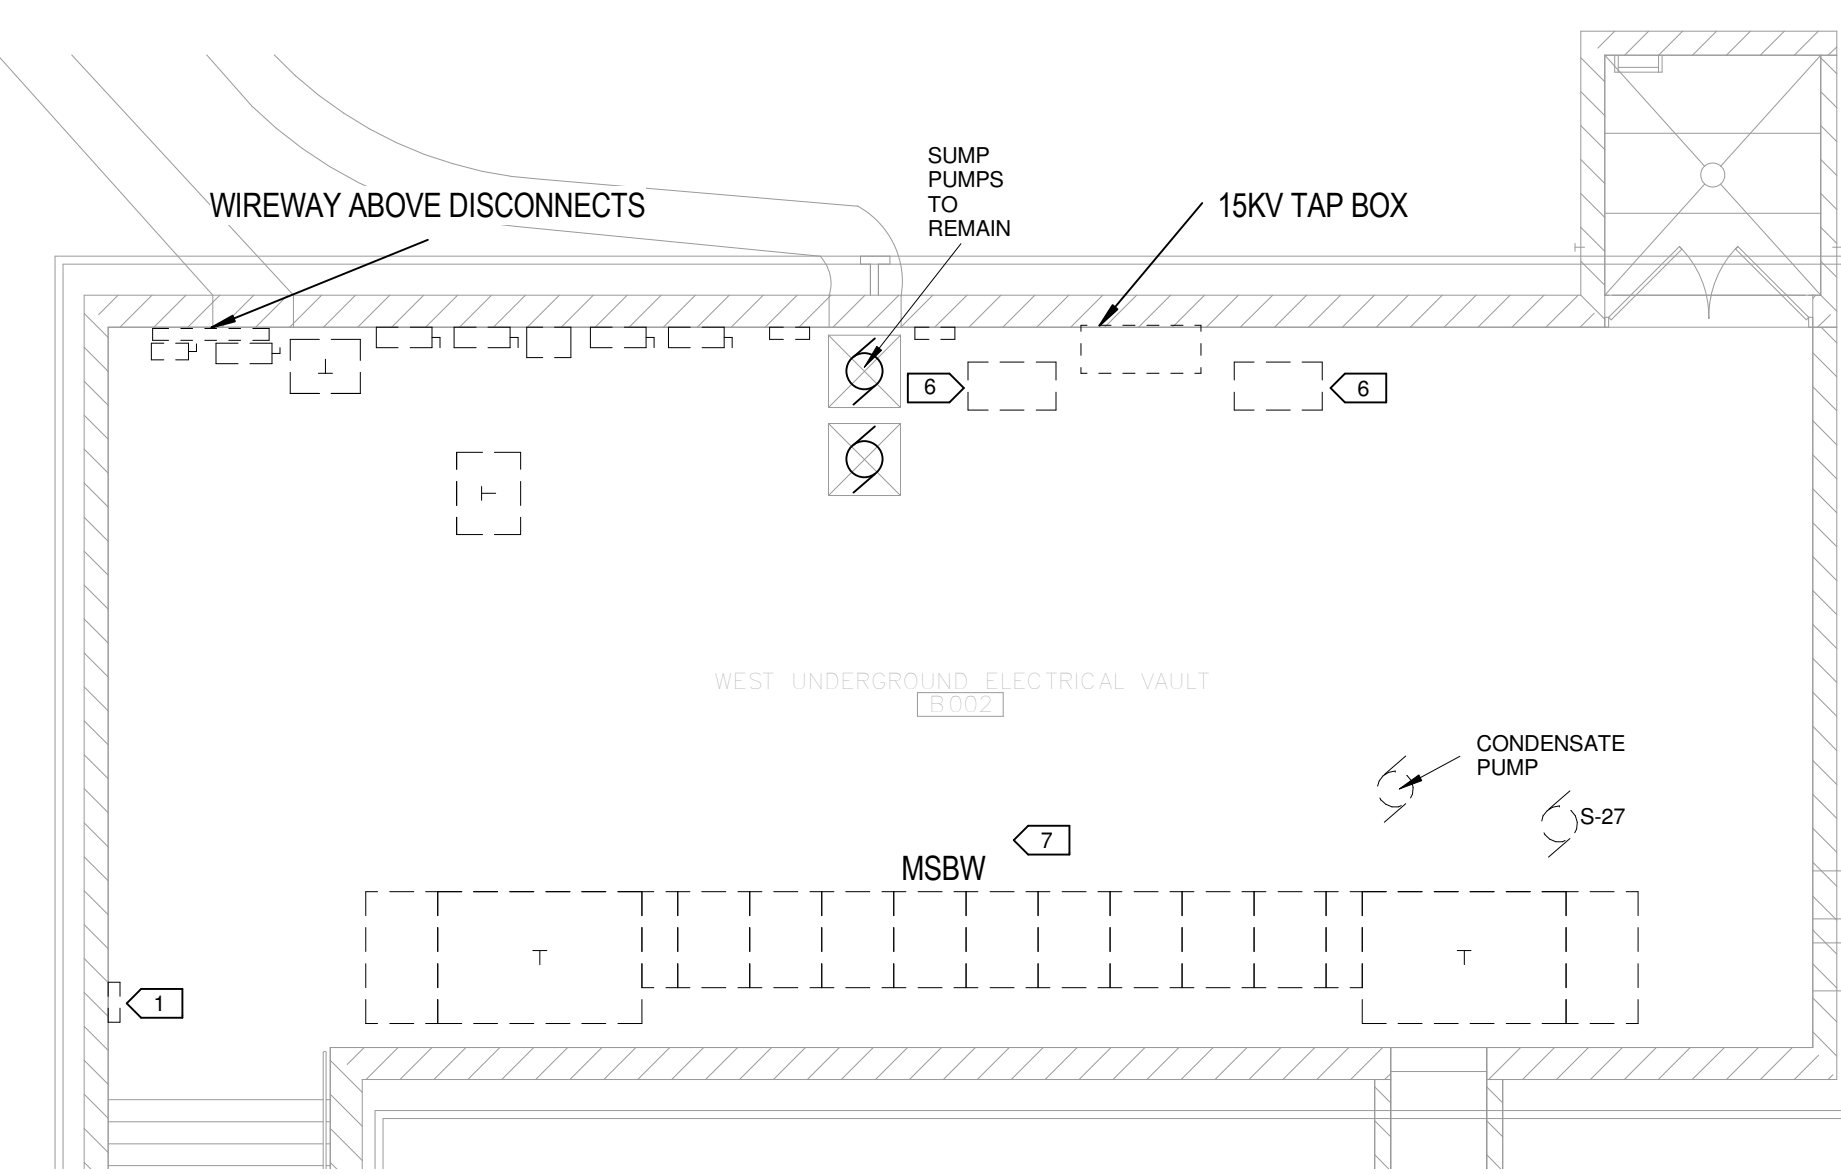 SUMP
PUMPS
TO
REMAIN
WIREWAY ABOVE DISCONNECTS
15KV TAP BOX
6
6
WEST UNDERGROUND ELECTRICAL VAULT
B002
CONDENSATE
PUMP
S-27
7
MSBW
T
T
T
T
1